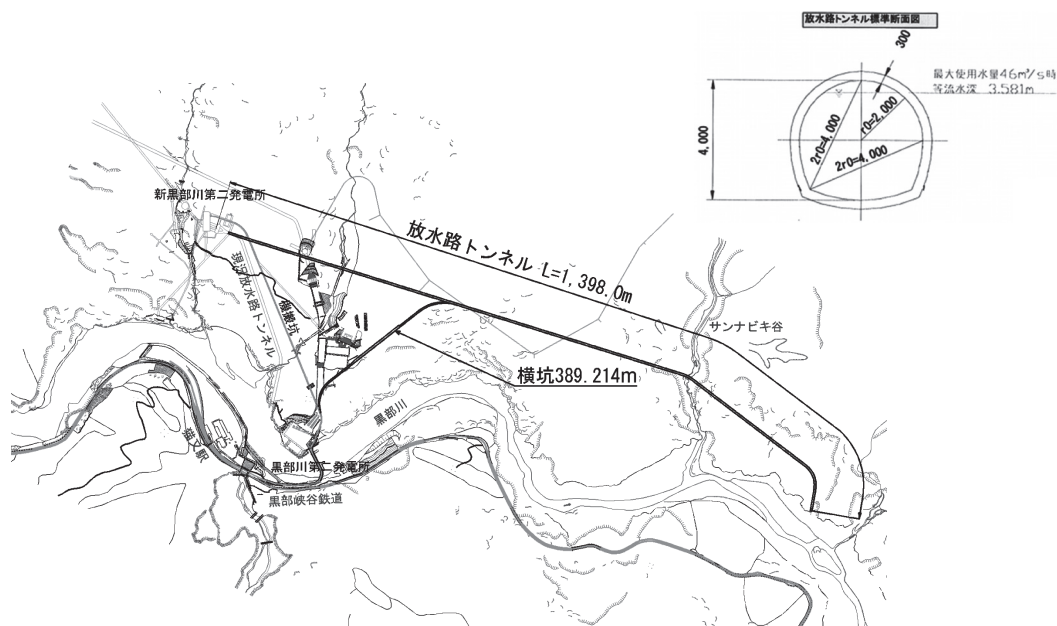 放水路トンネル標準断面図
300
最大使用水量46m³/s時
等流水深 3.581m
4,000
2r0=4,000
r0=2,000
2r0=4,000
新黒部川第二発電所
放水路トンネル L=1,398.0m
現況放水路トンネル
サンナビキ谷
横坑389.214m
黒部川
猫又駅
黒部川第二発電所
黒部峡谷鉄道